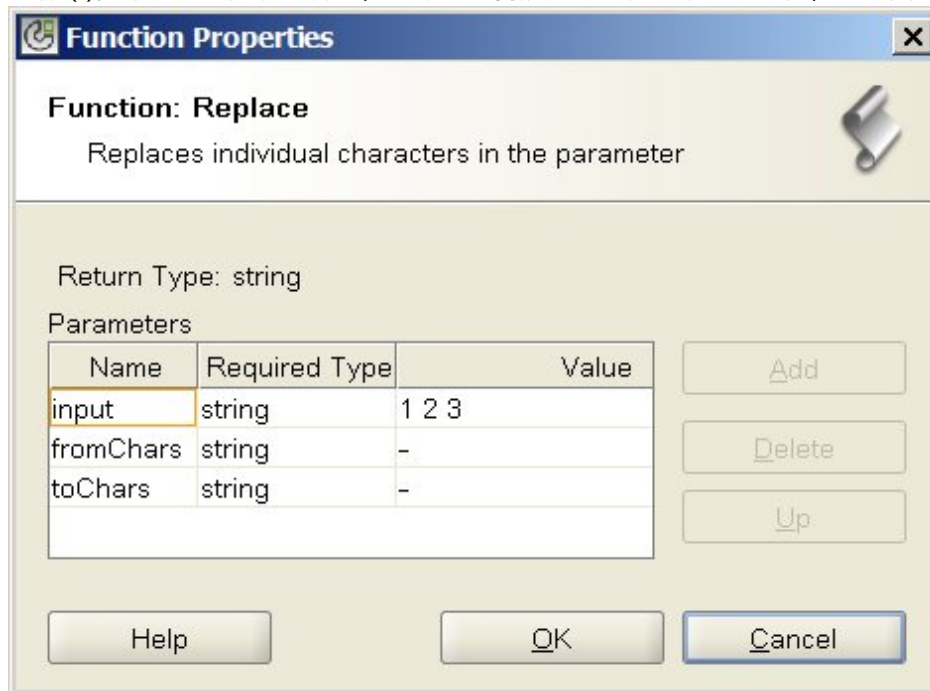 Function Properties
Function: Replace
Replaces individual characters in the parameter
Return Type: string
Parameters
Name Required Type Value
input string 1 2 3
fromChars string -
toChars string -
Add
Delete
Up
Help OK Cancel